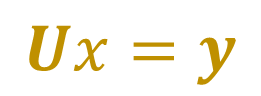 Ux = y